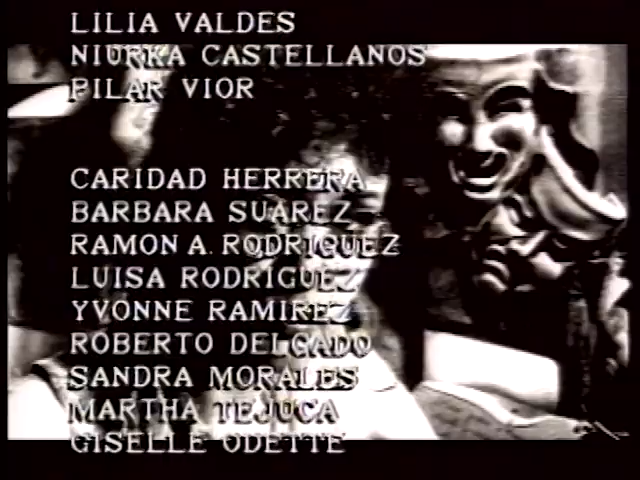 LILIA VALDES
NIURKA CASTELLANOS
PILAR VIOR
CARIDAD HERRERA
BARBARA SUAREZ
RAMON A. RODRIGUEZ
LUISA RODRIGUEZ
YVONNE RAMIREZ
ROBERTO DELGADO
SANDRA MORALES
MARTHA TEJUCA
GISELLE ODETTE